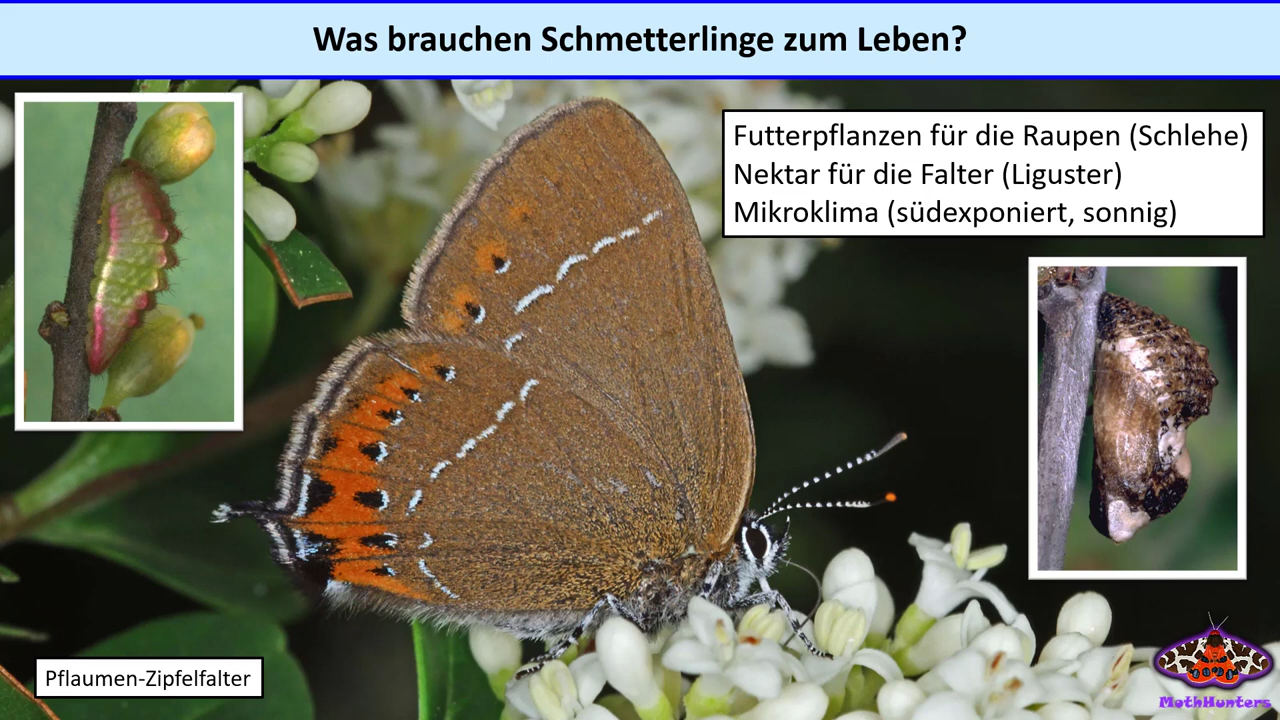 Was brauchen Schmetterlinge zum Leben?
Futterpflanzen für die Raupen (Schlehe)
Nektar für die Falter (Liguster)
Mikroklima (südexponiert, sonnig)
Pflaumen-Zipfelfalter
MothHunters